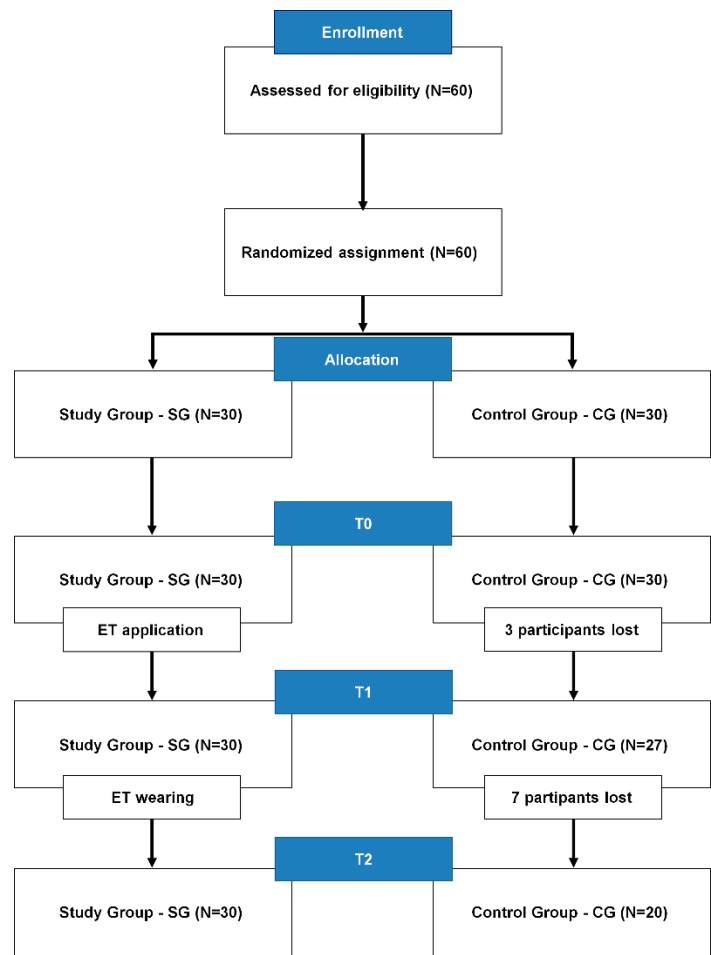 Enrollment
Assessed for eligibility (N=60)
Randomized assignment (N=60)
Allocation
Study Group - SG (N=30)
Control Group - CG (N=30)
T0
Study Group - SG (N=30)
Control Group - CG (N=30)
ET application
3 participants lost
T1
Study Group - SG (N=30)
Control Group - CG (N=27)
ET wearing
7 partipants lost
T2
Study Group - SG (N=30)
Control Group - CG (N=20)